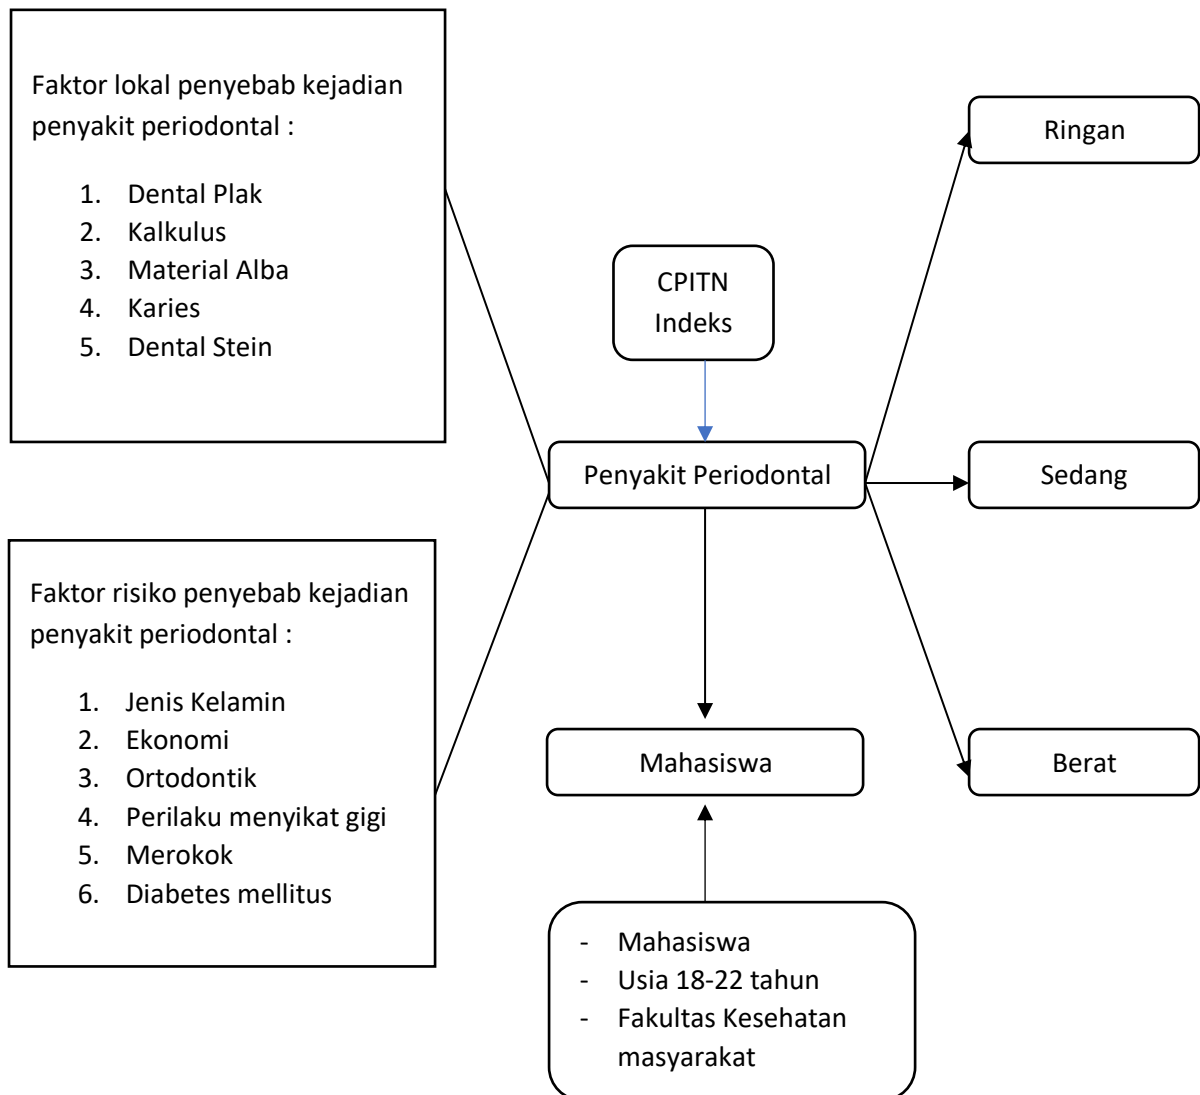 Faktor lokal penyebab kejadian
penyakit periodontal :
1. Dental Plak
2. Kalkulus
3. Material Alba
4. Karies
5. Dental Stein
Faktor risiko penyebab kejadian
penyakit periodontal :
1. Jenis Kelamin
2. Ekonomi
3. Ortodontik
4. Perilaku menyikat gigi
5. Merokok
6. Diabetes mellitus
CPITN
Indeks
Penyakit Periodontal
Mahasiswa
- Mahasiswa
- Usia 18-22 tahun
- Fakultas Kesehatan
masyarakat
Ringan
Sedang
Berat